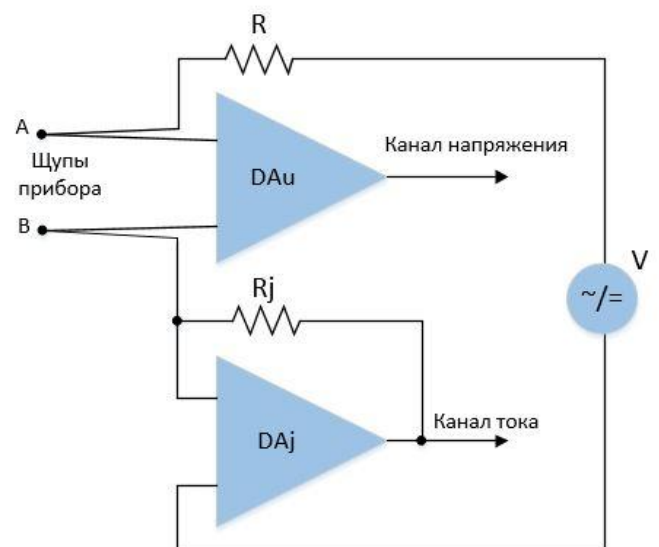 R
A
Щупы
прибора
B
DAu
Канал напряжения
V
~/=
Rj
DAj
Канал тока